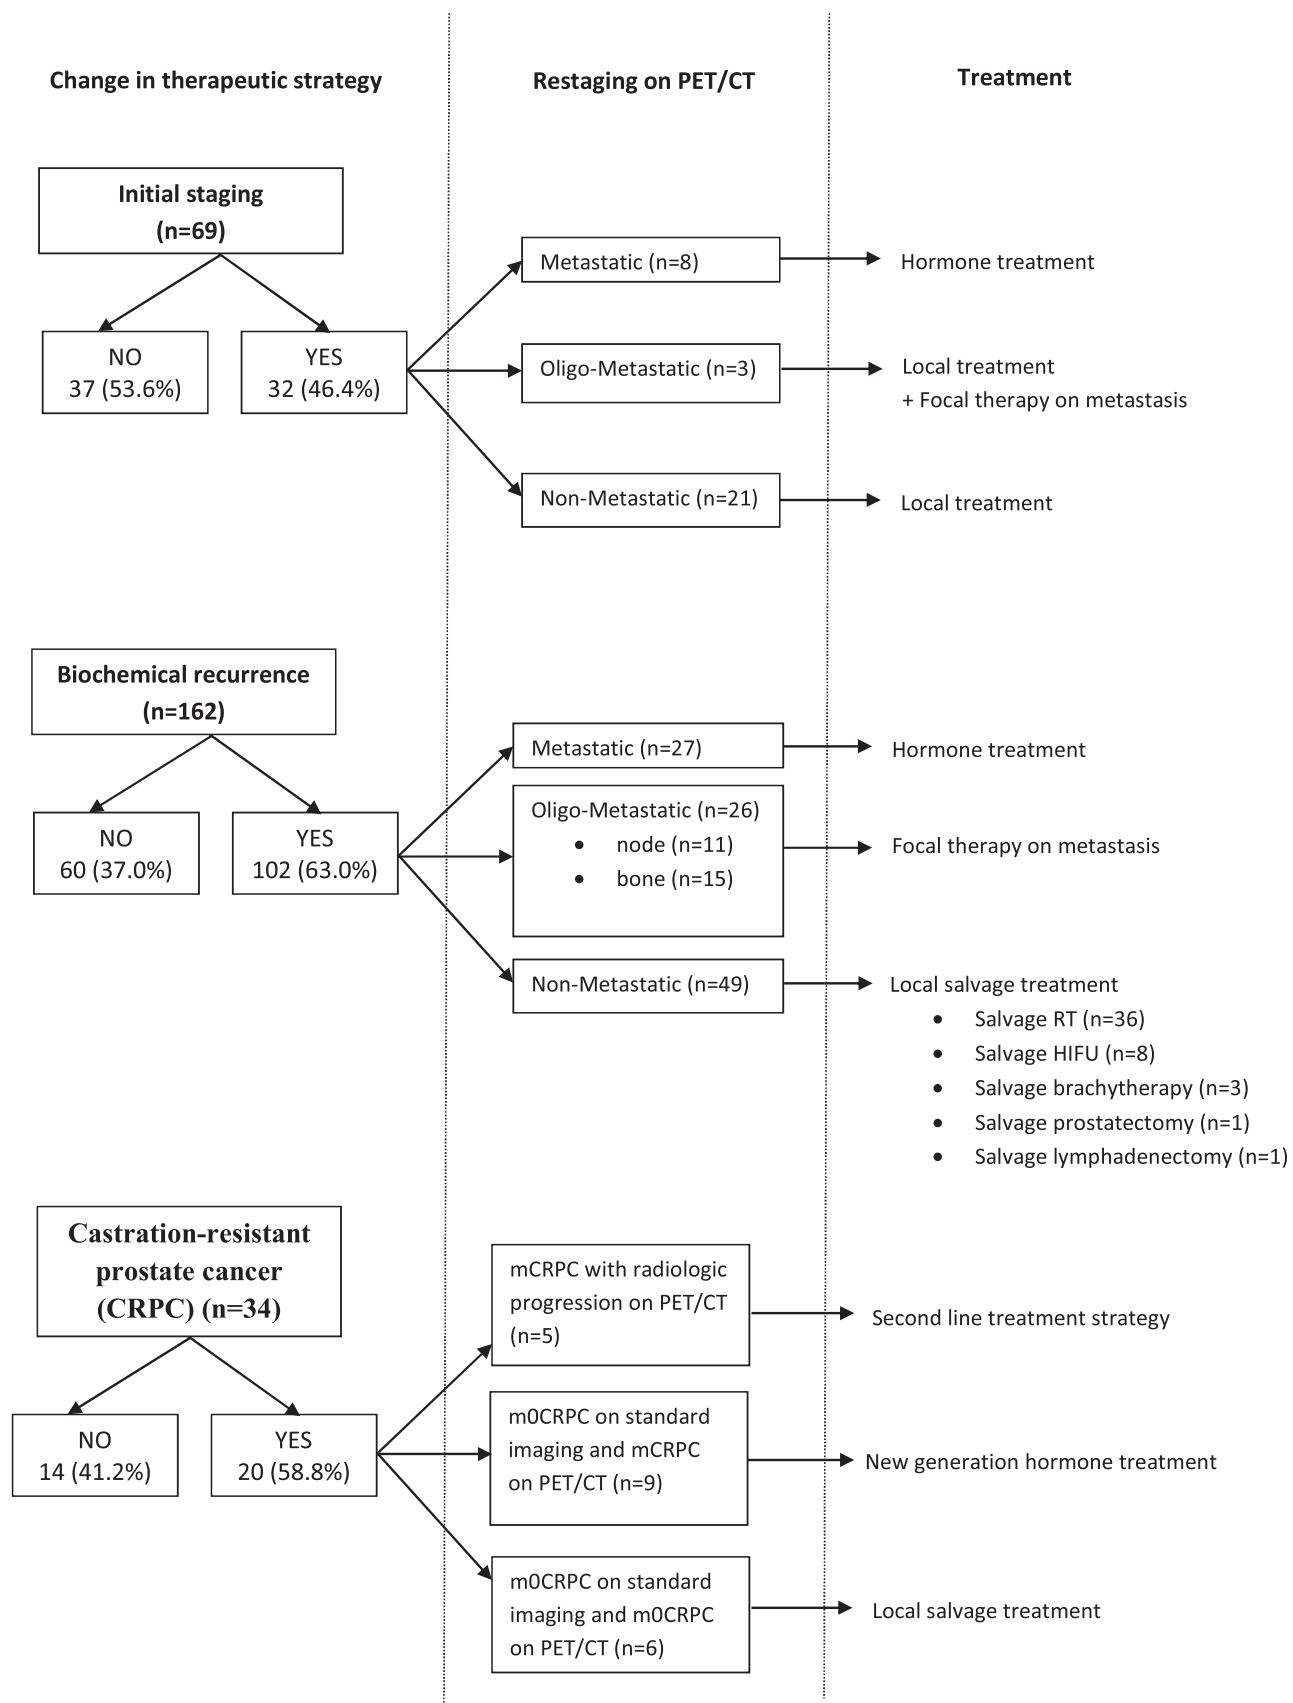 Change in therapeutic strategy
Restaging on PET/CT
Treatment
Initial staging
(n=69)
NO
37 (53.6%)
YES
32 (46.4%)
Metastatic (n=8)
Hormone treatment
Oligo-Metastatic (n=3)
Local treatment
+ Focal therapy on metastasis
Non-Metastatic (n=21)
Local treatment
Biochemical recurrence
(n=162)
NO
60 (37.0%)
YES
102 (63.0%)
Metastatic (n=27)
Hormone treatment
Oligo-Metastatic (n=26)
• node (n=11)
• bone (n=15)
Focal therapy on metastasis
Non-Metastatic (n=49)
Local salvage treatment
• Salvage RT (n=36)
• Salvage HIFU (n=8)
• Salvage brachytherapy (n=3)
• Salvage prostatectomy (n=1)
• Salvage lymphadenectomy (n=1)
Castration-resistant
prostate cancer
(CRPC) (n=34)
NO
14 (41.2%)
YES
20 (58.8%)
mCRPC with radiologic
progression on PET/CT
(n=5)
Second line treatment strategy
m0CRPC on standard
imaging and mCRPC
on PET/CT (n=9)
New generation hormone treatment
m0CRPC on standard
imaging and m0CRPC
on PET/CT (n=6)
Local salvage treatment